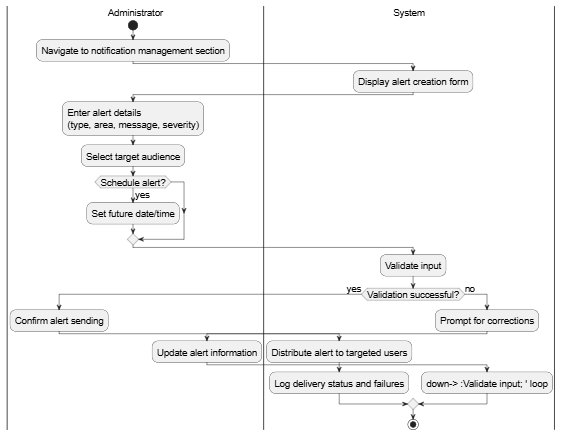 Administrator
System
Navigate to notification management section
Display alert creation form
Enter alert details
(type, area, message, severity)
Select target audience
Schedule alert?
yes
Set future date/time
Validate input
yes
Validation successful?
no
Confirm alert sending
Prompt for corrections
Update alert information
Distribute alert to targeted users
Log delivery status and failures
down-> :Validate input; ' loop